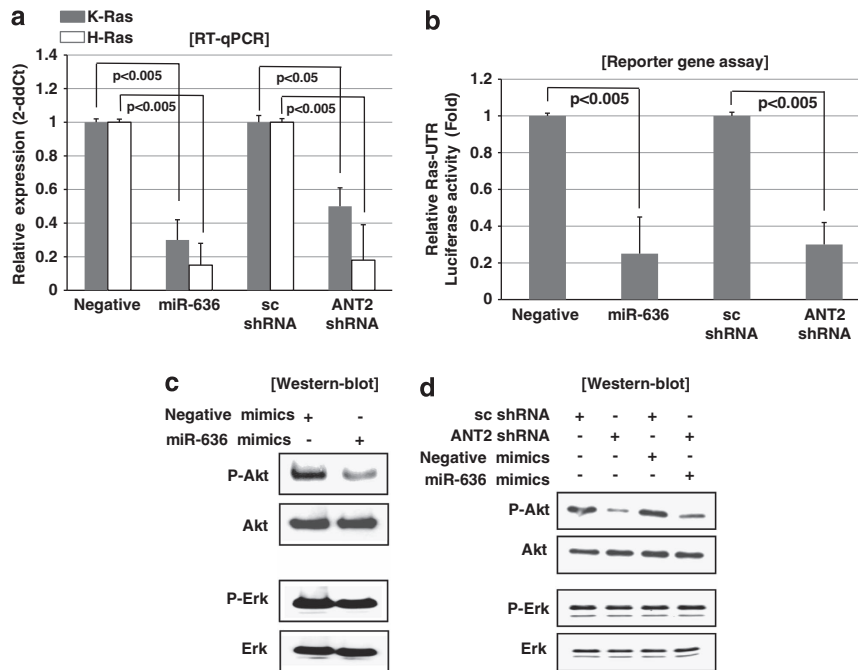 a
K-Ras
H-Ras
[RT-qPCR]
Relative expression (2-ddCt)
1.4
1.2
1
0.8
0.6
0.4
0.2
0
p<0.005
p<0.005
p<0.05
p<0.005
Negative miR-636 sc shRNA ANT2 shRNA
b
[Reporter gene assay]
Relative Ras-UTR
Luciferase activity (Fold)
1.2
1
0.8
0.6
0.4
0.2
0
p<0.005
p<0.005
Negative miR-636 sc shRNA ANT2 shRNA
c
[Western-blot]
Negative mimics + -
miR-636 mimics - +
P-Akt
Akt
P-Erk
Erk
d
[Western-blot]
sc shRNA + - + -
ANT2 shRNA - + - +
Negative mimics - - + -
miR-636 mimics - - - +
P-Akt
Akt
P-Erk
Erk